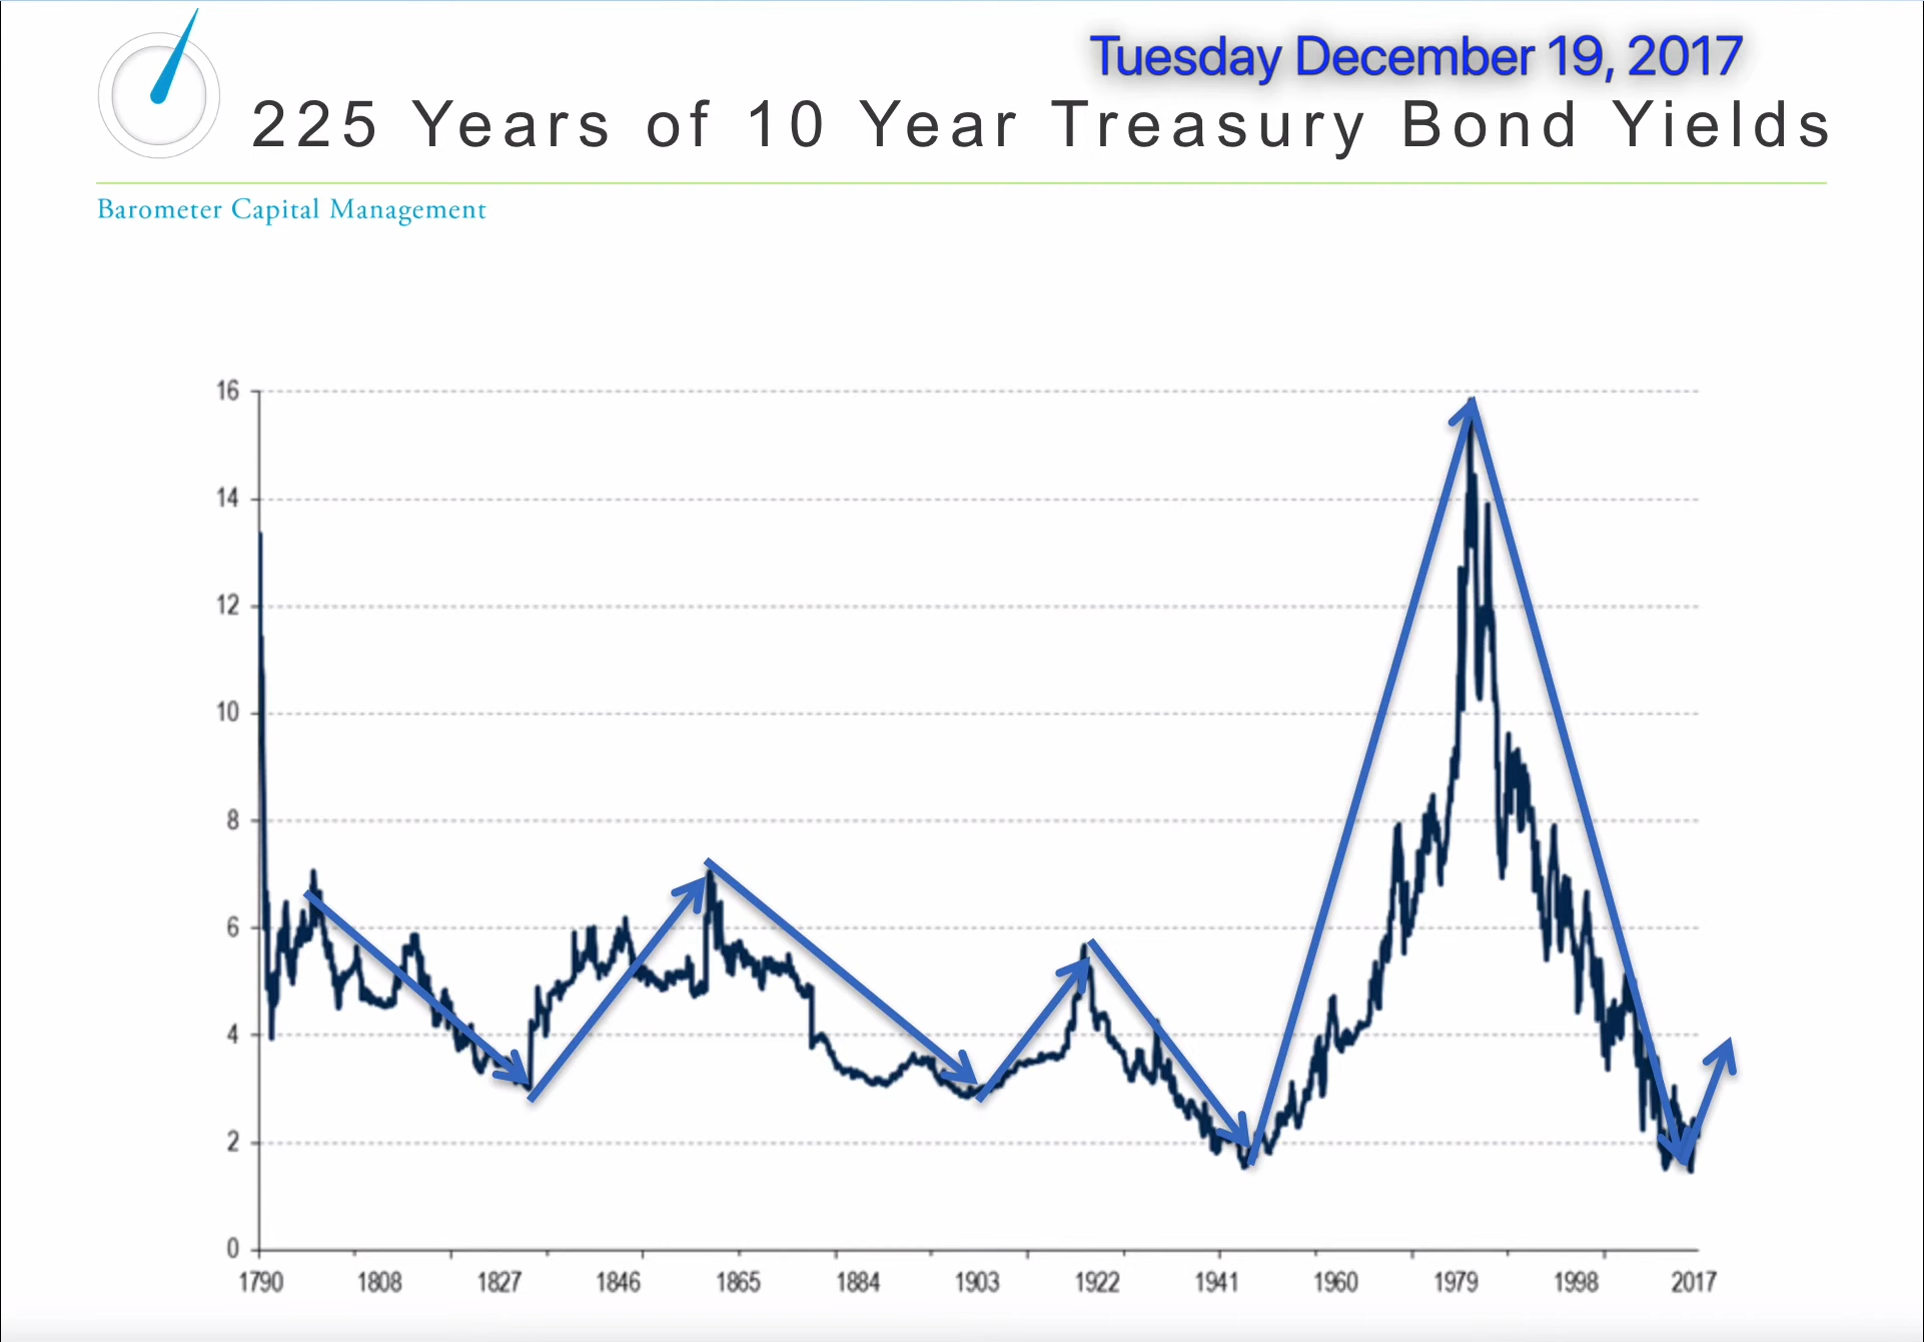 Tuesday December 19, 2017
225 Years of 10 Year Treasury Bond Yields
Barometer Capital Management
16
14
12
10
8
6
4
2
0
1790 1808 1827 1846 1865 1884 1903 1922 1941 1960 1979 1998 2017